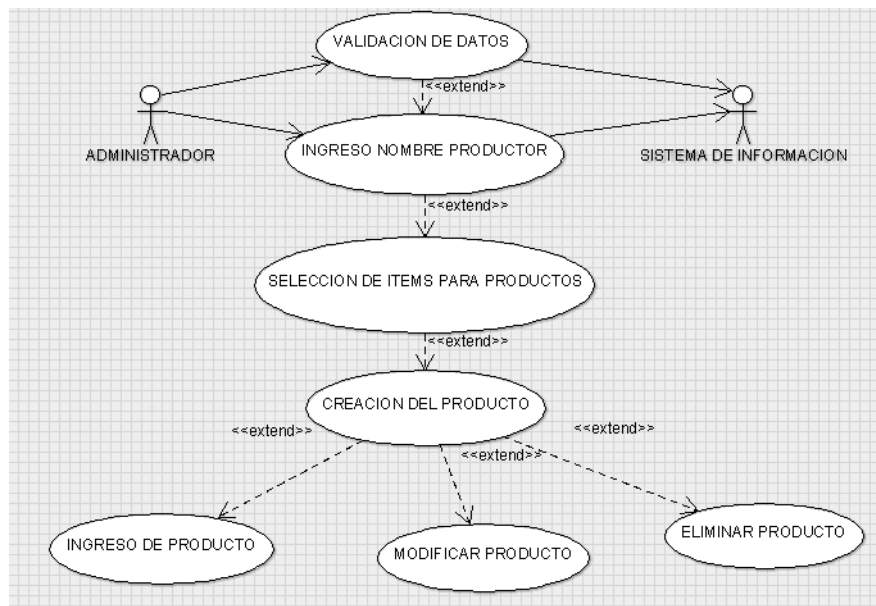 VALIDACION DE DATOS
<<extend>>
ADMINISTRADOR
INGRESO NOMBRE PRODUCTOR
SISTEMA DE INFORMACION
<<extend>>
SELECCION DE ITEMS PARA PRODUCTOS
<<extend>>
CREACION DEL PRODUCTO
<<extend>>
<<extend>>
<<extend>>
INGRESO DE PRODUCTO
MODIFICAR PRODUCTO
ELIMINAR PRODUCTO